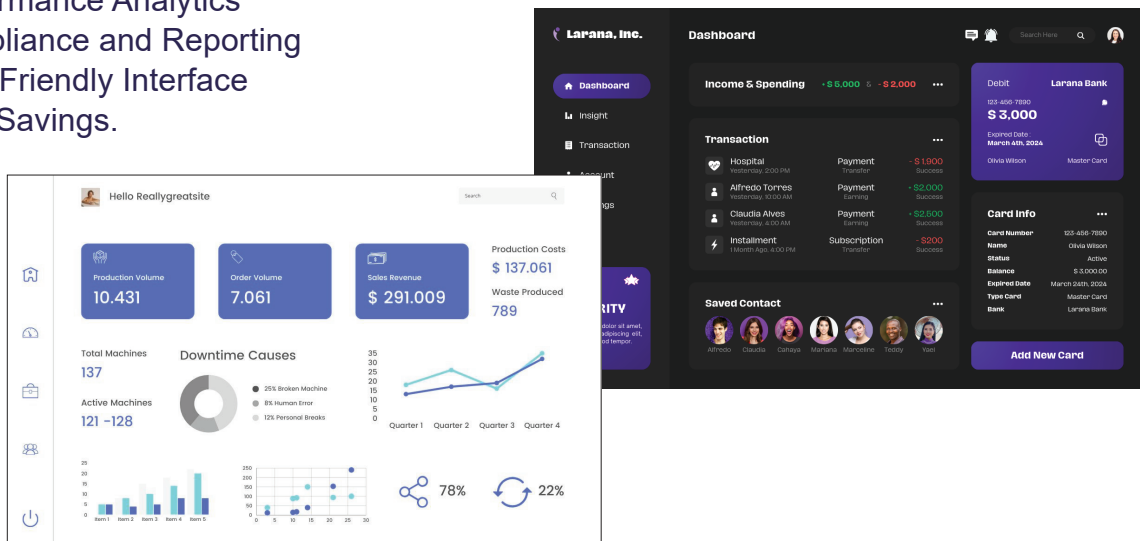 rmance Analytics
pliance and Reporting
Friendly Interface
Savings.
Larana, Inc.
Dashboard
Search Here
Dashboard
Insight
Transaction
Income & Spending + $ 5,000 & - $ 2,000
Transaction
Hospital Payment - $ 1,900
Yesterday, 2:00 PM Transfer Success
Alfredo Torres Payment + $2,000
Yesterday, 10:00 AM Earning Success
Claudia Alves Payment + $2,500
Yesterday, 4:00 AM Earning Success
Installment Subscription - $200
1 Month Ago, 4:00 PM Transfer Success
Saved Contact
Alfredo Claudia Cahaya Mariana Marceline Teddy Yael
Debit Larana Bank
123-456-7890
$ 3,000
Expired Date :
March 4th, 2024
Olivia Wilson Master Card
Card Info
Card Number 123-456-7890
Name Olivia Wilson
Status Active
Balance $ 3,000.00
Expired Date March 24th, 2024
Type Card Master Card
Bank Larana Bank
Add New Card
ngs
RITY
dolor sit amet,
adipiscing elit,
od tempor.
Hello Reallygreatsite
Search
Production Volume
10.431
Order Volume
7.061
Sales Revenue
$ 291.009
Production Costs
$ 137.061
Waste Produced
789
Total Machines
137
Active Machines
121 -128
Downtime Causes
25% Broken Machine
8% Human Error
12% Personal Breaks
35
30
25
20
15
10
5
0
Quarter 1 Quarter 2 Quarter 3 Quarter 4
25
20
15
10
5
0
Item 1 Item 2 Item 3 Item 4 Item 5
250
200
150
100
50
0
0 5 10 15 20 25 30
78%
22%